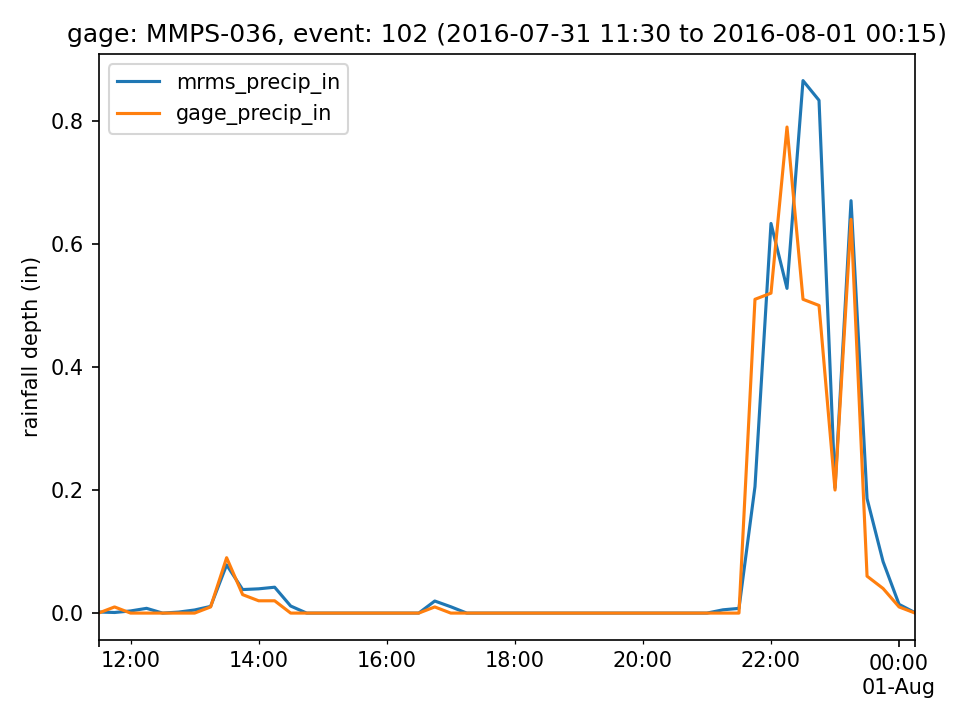 gage: MMPS-036, event: 102 (2016-07-31 11:30 to 2016-08-01 00:15)
mrms_precip_in
gage_precip_in
rainfall depth (in)
0.8
0.6
0.4
0.2
0.0
12:00 14:00 16:00 18:00 20:00 22:00 00:00
01-Aug